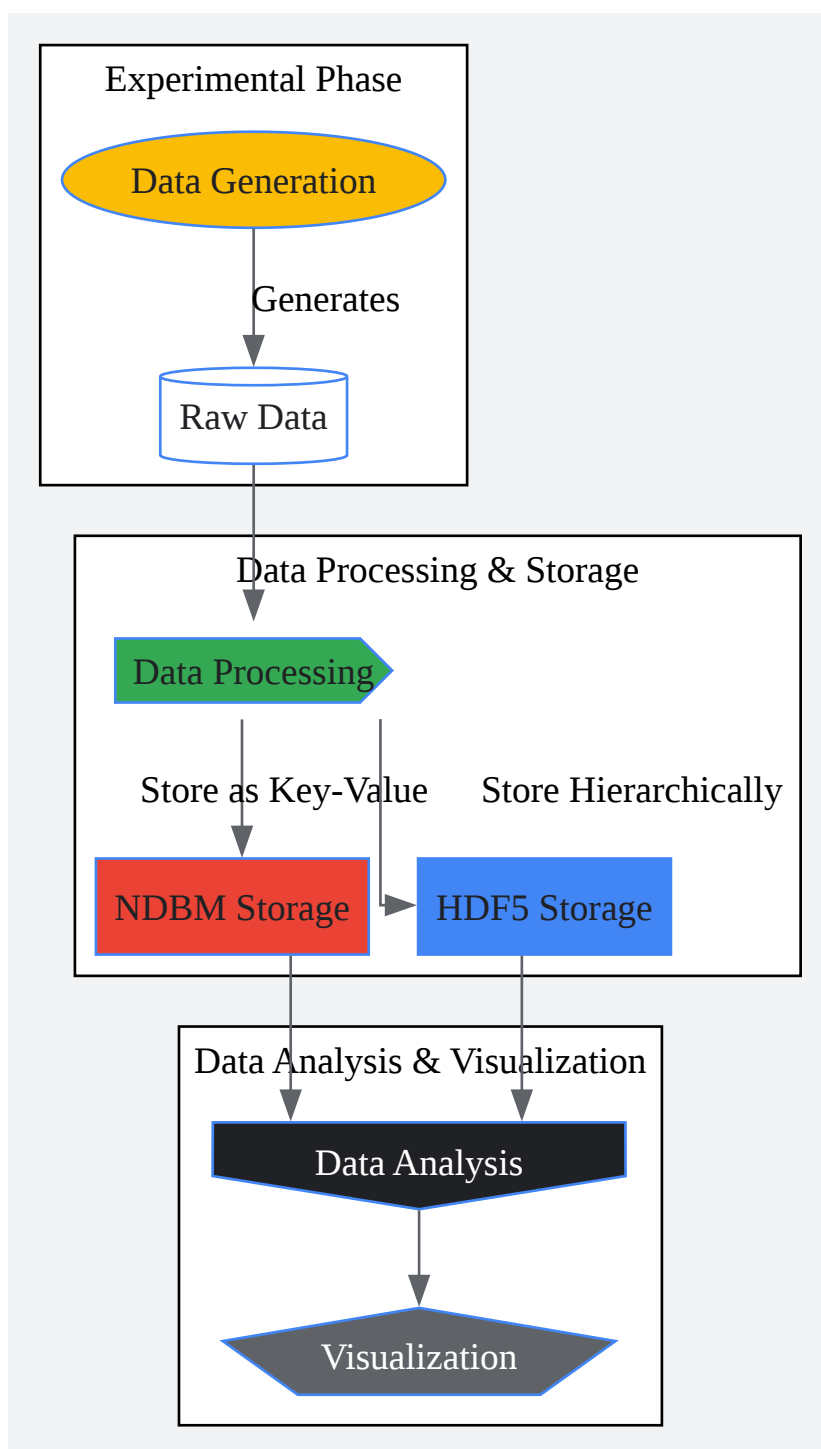 Experimental Phase
Data Generation
Generates
Raw Data
Data Processing & Storage
Data Processing
Store as Key-Value
Store Hierarchically
NDBM Storage
HDF5 Storage
Data Analysis & Visualization
Data Analysis
Visualization